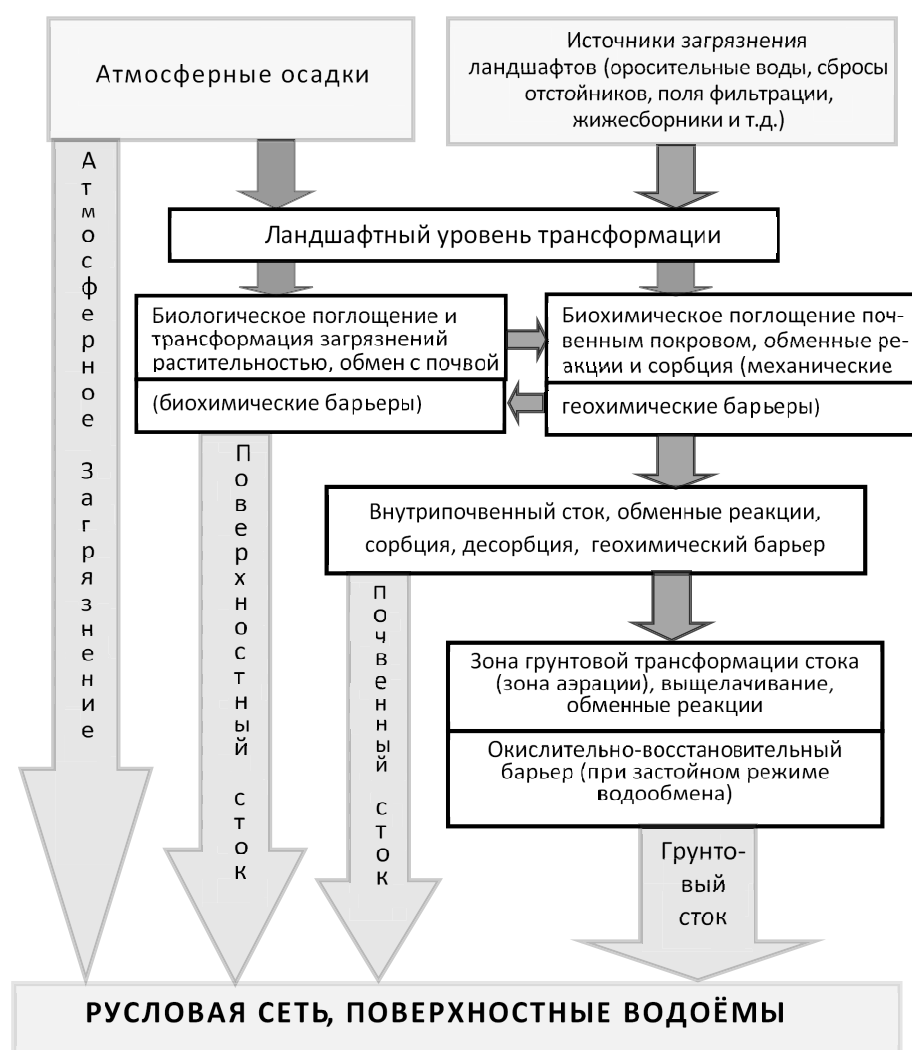 Атмосферные осадки
Источники загрязнения
ландшафтов (оросительные воды, сбросы
отстойников, поля фильтрации,
жижесборники и т.д.)
Атмосферное Загрязнение
Ландшафтный уровень трансформации
Биологическое поглощение и
трансформация загрязнений
растительностью, обмен с почвой
(биохимические барьеры)
Биохимическое поглощение поч-
венным покровом, обменные ре-
акции и сорбция (механические
геохимические барьеры)
Поверхностный сток
Внутрипочвенный сток, обменные реакции,
сорбция, десорбция, геохимический барьер
Почвенный сток
Зона грунтовой трансформации стока
(зона аэрации), выщелачивание,
обменные реакции
Окислительно-восстановительный
барьер (при застойном режиме
водообмена)
Грунто-
вый
сток
РУСЛОВАЯ СЕТЬ, ПОВЕРХНОСТНЫЕ ВОДОЁМЫ